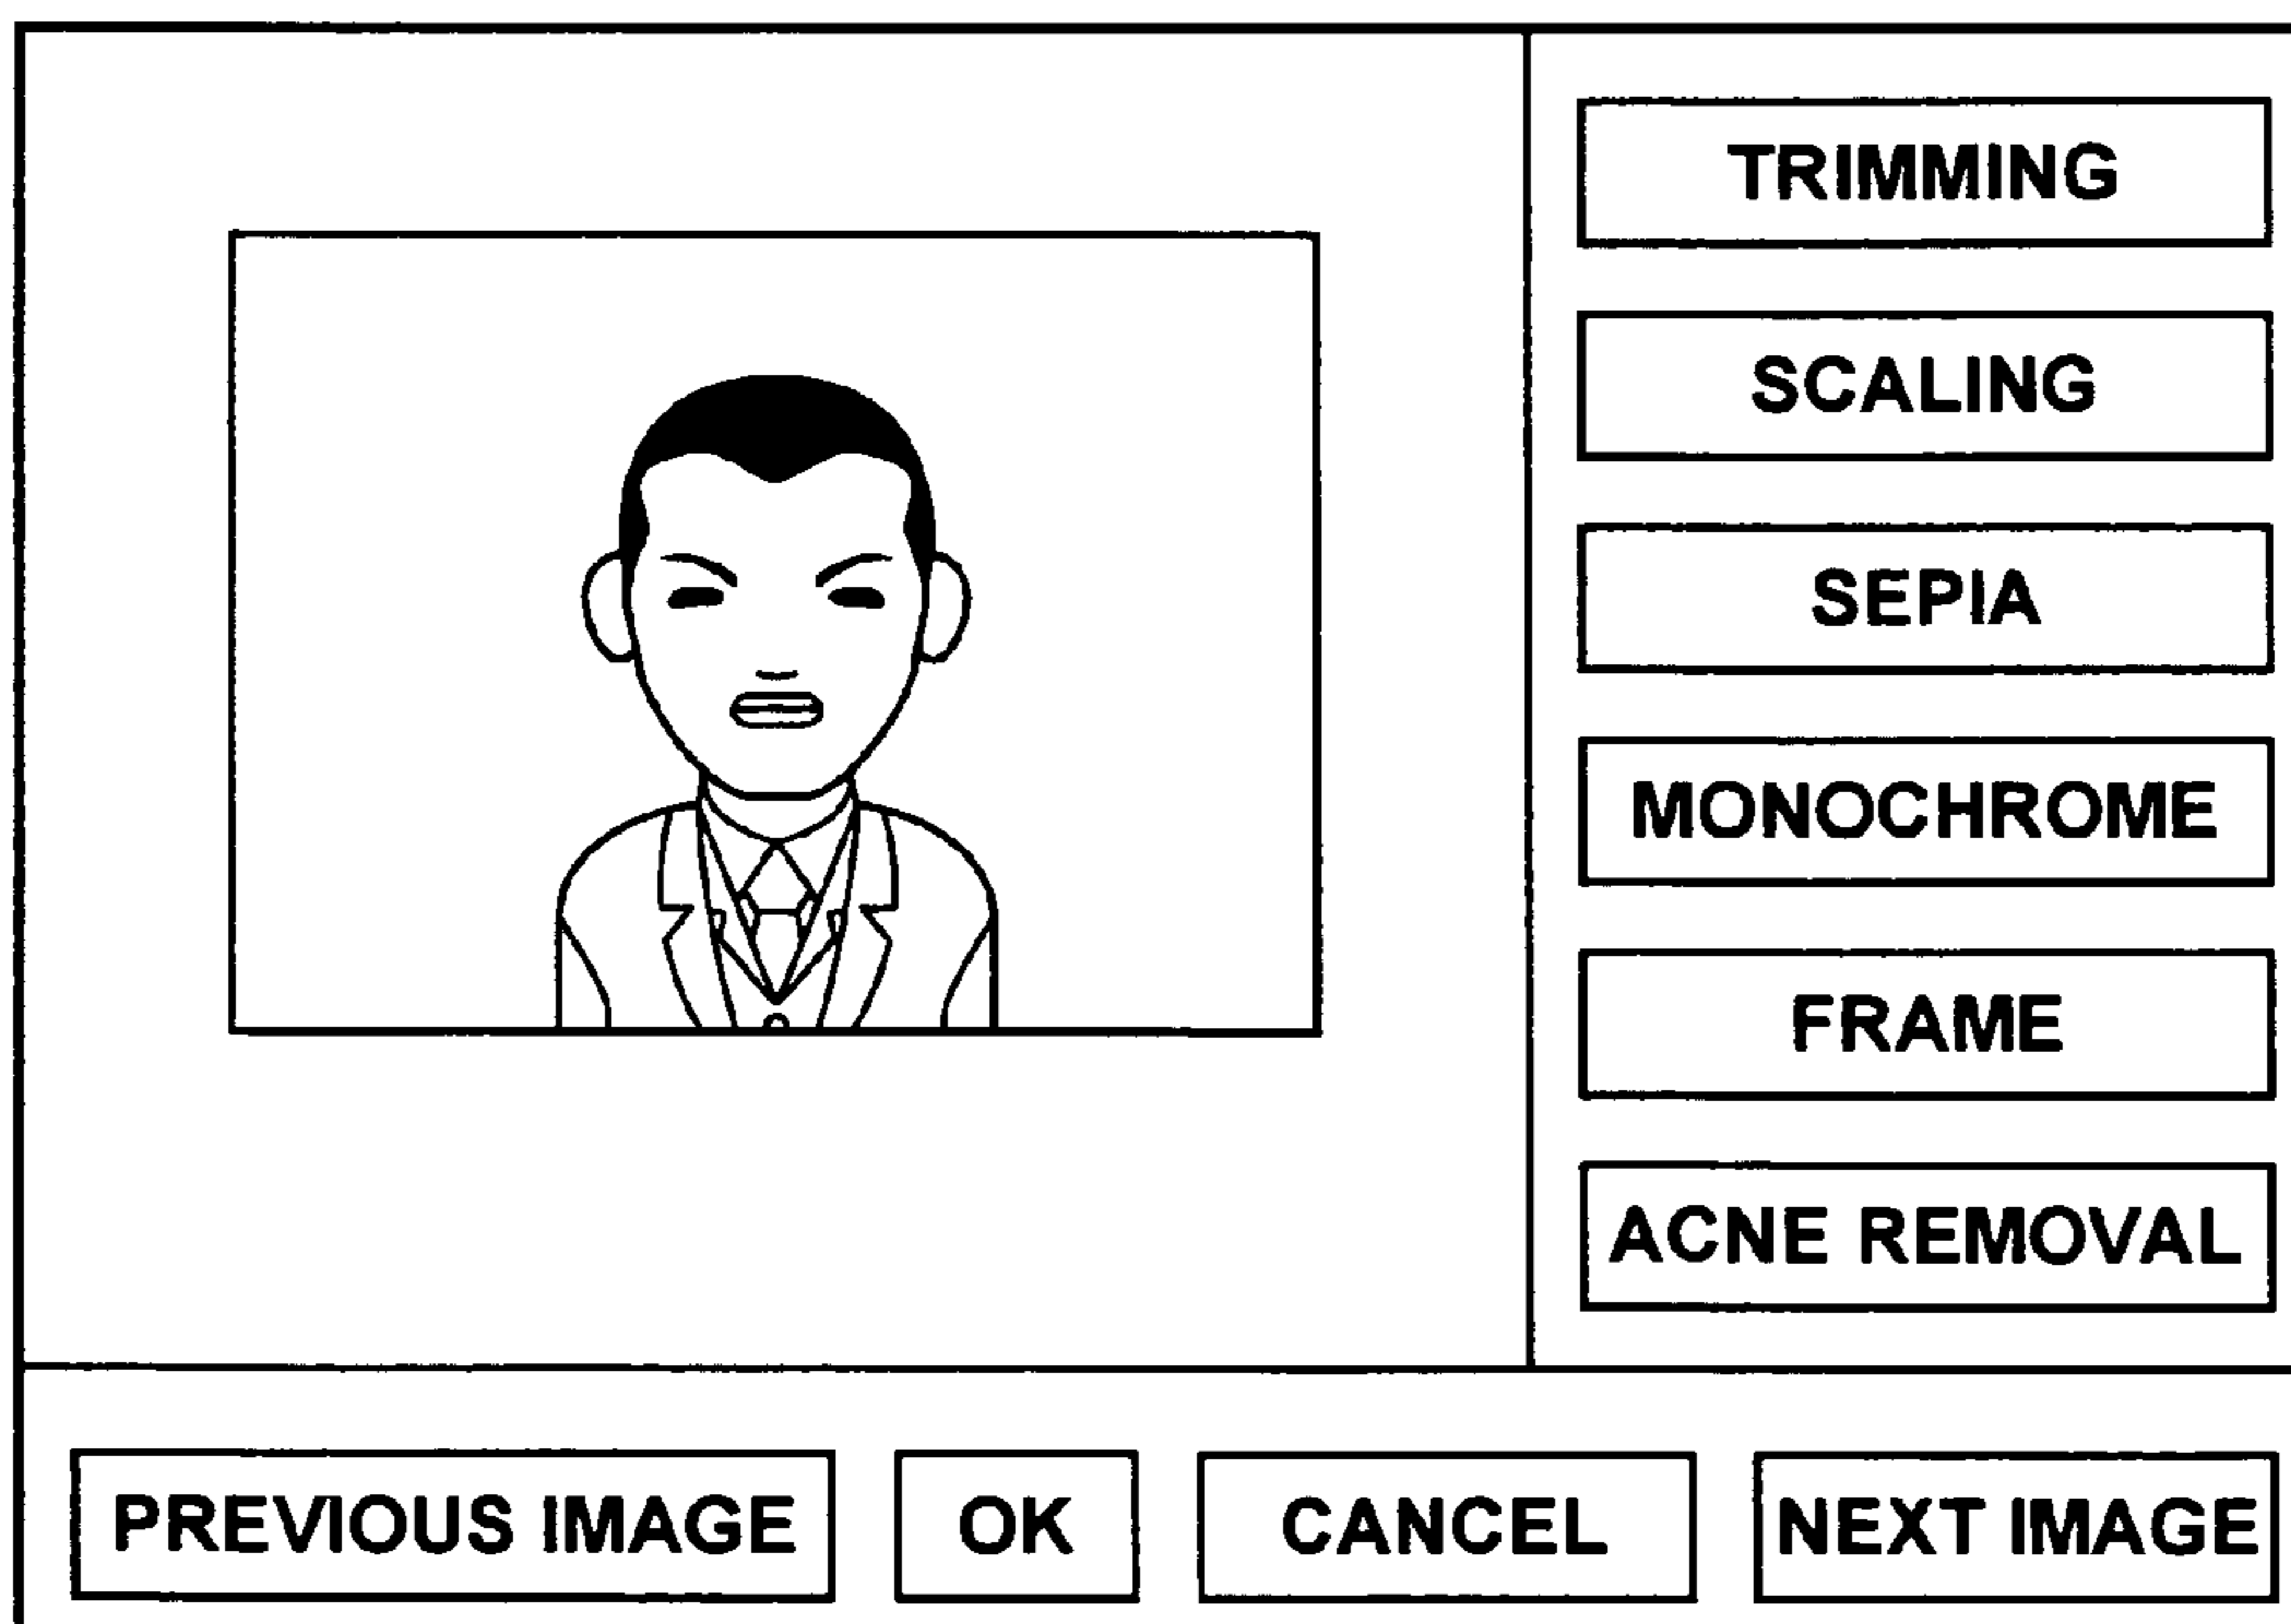 TRIMMING
SCALING
SEPIA
MONOCHROME
FRAME
ACNE REMOVAL
PREVIOUS IMAGE OK CANCEL NEXT IMAGE